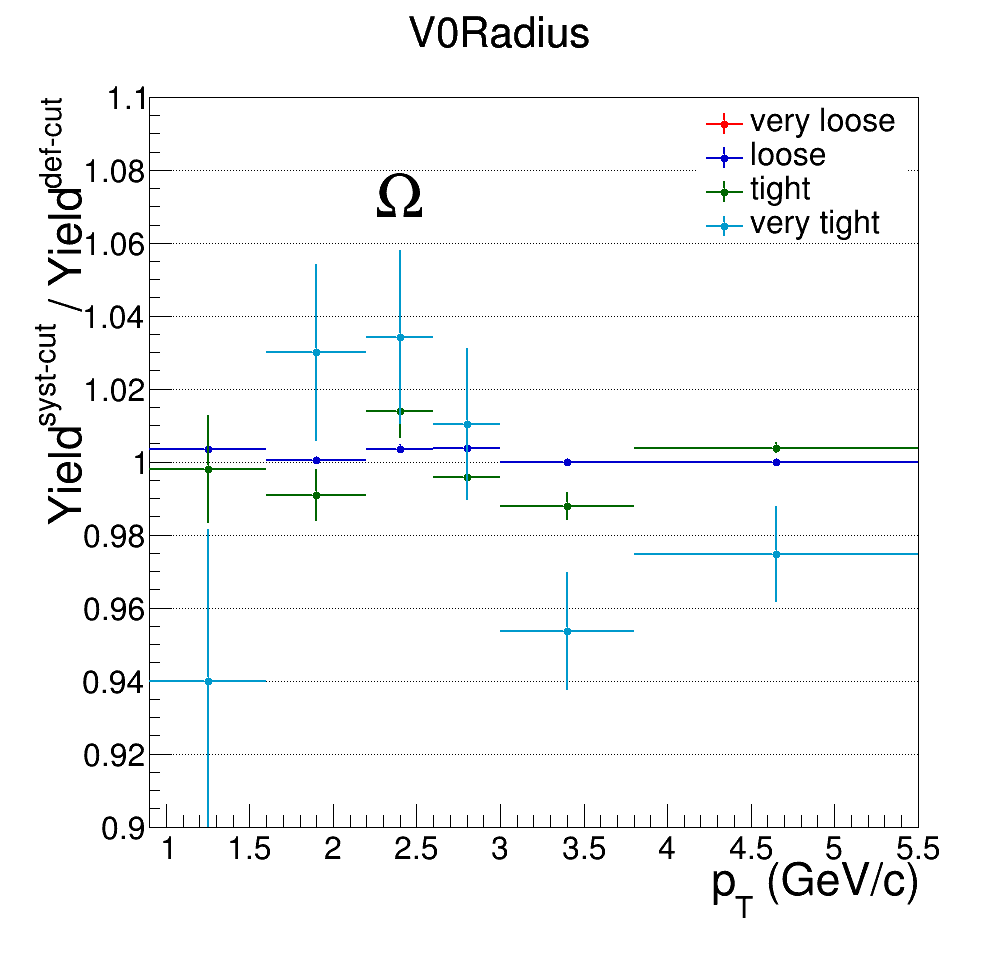 V0Radius
Yield^syst-cut / Yield^def-cut
1.1
1.08
1.06
1.04
1.02
1
0.98
0.96
0.94
0.92
0.9
Ω
very loose
loose
tight
very tight
1 1.5 2 2.5 3 3.5 4 4.5 5 5.5
p_T (GeV/c)